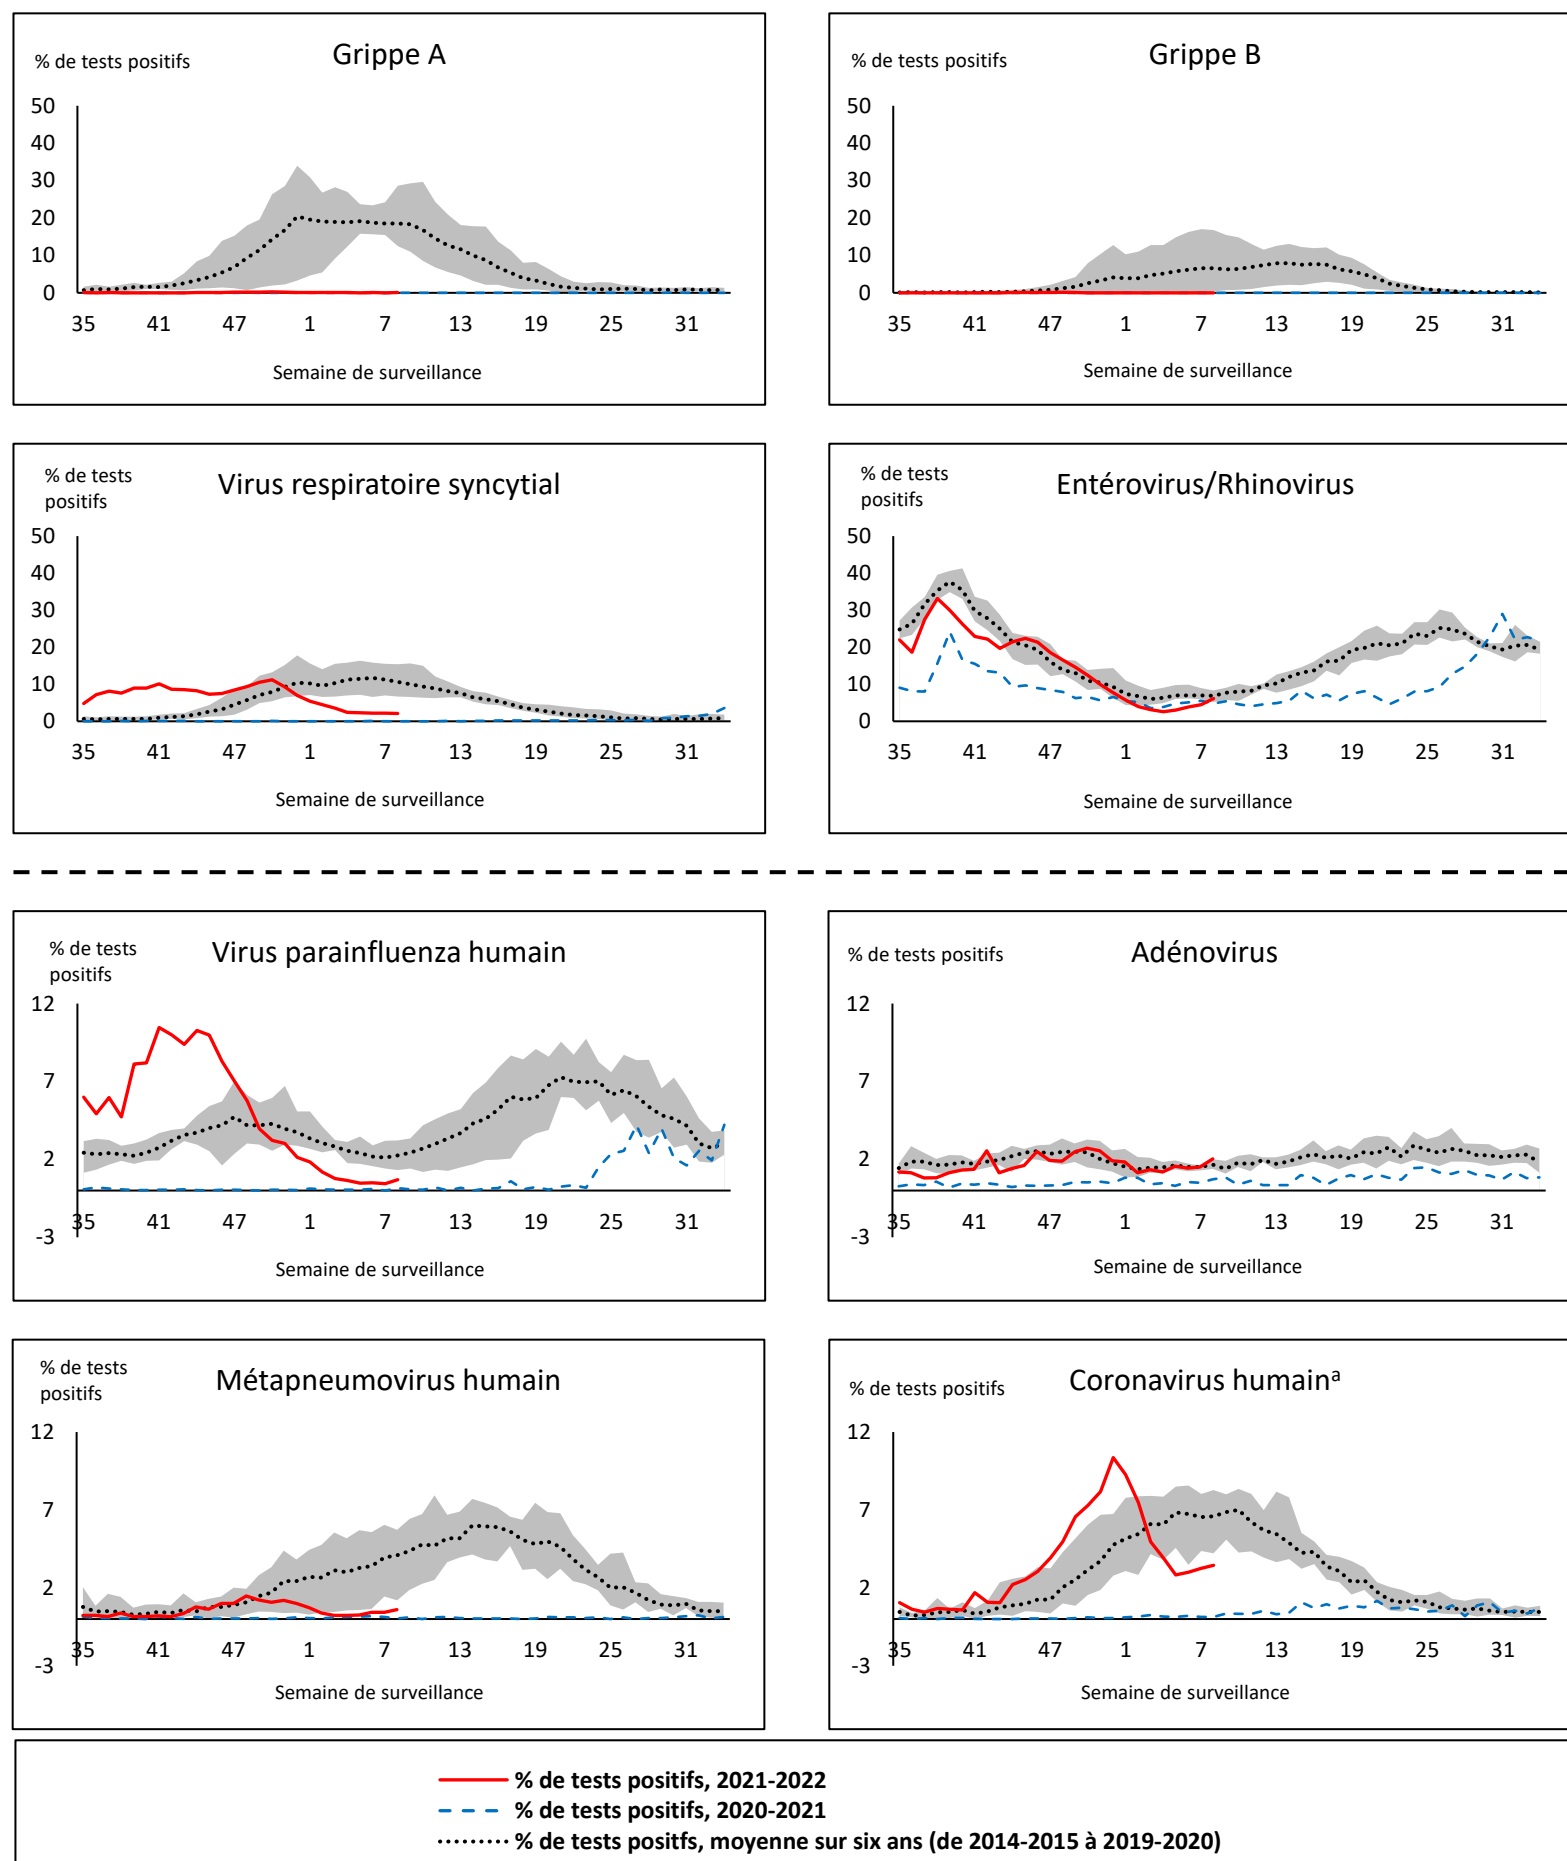 Grippe A
% de tests positifs
50
40
30
20
10
0
35 41 47 1 7 13 19 25 31
Semaine de surveillance
Grippe B
% de tests positifs
50
40
30
20
10
0
35 41 47 1 7 13 19 25 31
Semaine de surveillance
Virus respiratoire syncytial
% de tests
positifs
50
40
30
20
10
0
35 41 47 1 7 13 19 25 31
Semaine de surveillance
Entérovirus/Rhinovirus
% de tests
positifs
50
40
30
20
10
0
35 41 47 1 7 13 19 25 31
Semaine de surveillance
Virus parainfluenza humain
% de tests
positifs
12
7
2
-3
35 41 47 1 7 13 19 25 31
Semaine de surveillance
Adénovirus
% de tests positifs
12
7
2
-3
35 41 47 1 7 13 19 25 31
Semaine de surveillance
Métapneumovirus humain
% de tests
positifs
12
7
2
-3
35 41 47 1 7 13 19 25 31
Semaine de surveillance
Coronavirus humainᵃ
% de tests positifs
12
7
2
-3
35 41 47 1 7 13 19 25 31
Semaine de surveillance
% de tests positifs, 2021-2022
% de tests positifs, 2020-2021
% de tests positfs, moyenne sur six ans (de 2014-2015 à 2019-2020)